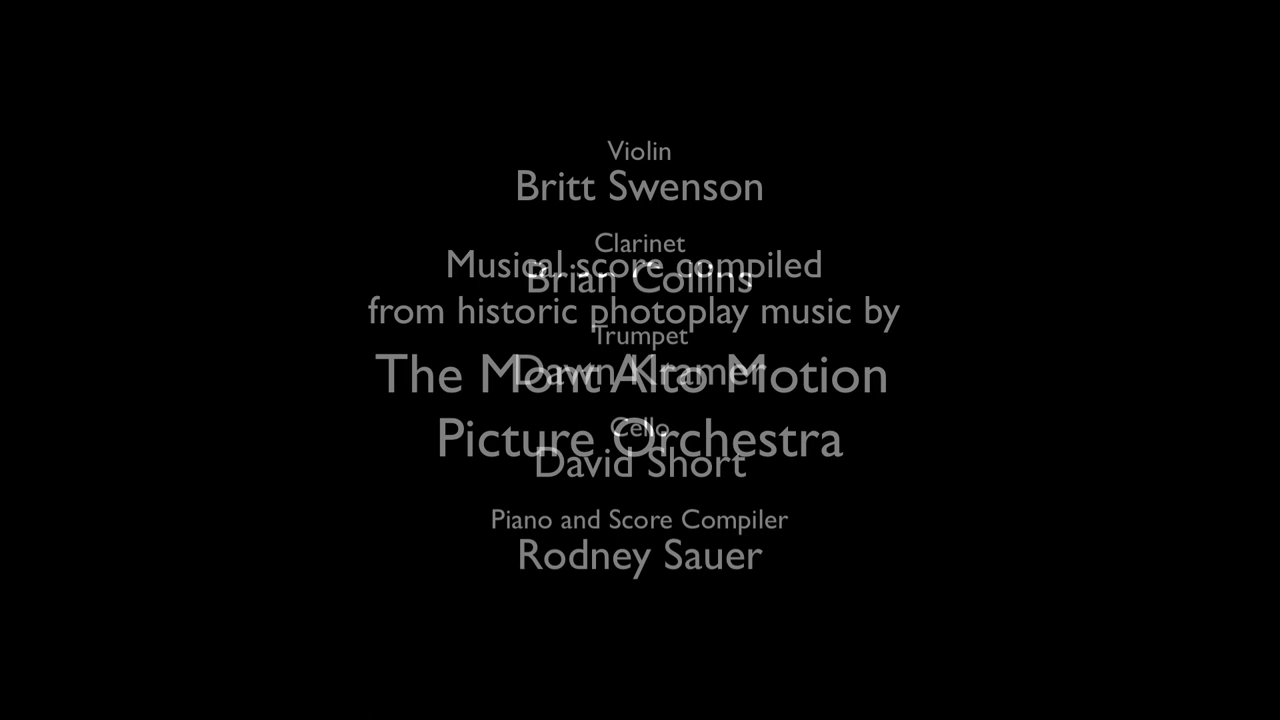 Violin
Britt Swenson
Clarinet
Brian Collins
Trumpet
Dawn Kramer
Cello
David Short
Piano and Score Compiler
Rodney Sauer
Musical score compiled
from historic photoplay music by
The Mont Alto Motion
Picture Orchestra